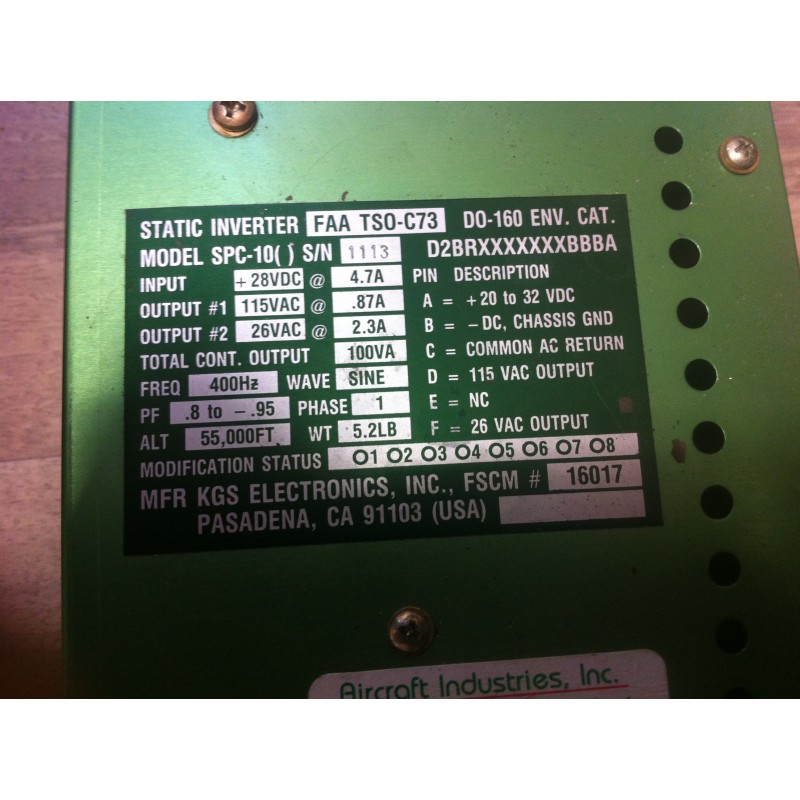 STATIC INVERTER FAA TSO-C73 DO-160 ENV. CAT.
MODEL SPC-10( ) S/N 1113 D2BRXXXXXXXBBBA
INPUT +28VDC @ 4.7A
OUTPUT #1 115VAC @ .87A
OUTPUT #2 26VAC @ 2.3A
TOTAL CONT. OUTPUT 100VA
FREQ 400Hz WAVE SINE
PF .8 to -.95 PHASE 1
ALT 55,000FT. WT 5.2LB
PIN DESCRIPTION
A = +20 to 32 VDC
B = -DC, CHASSIS GND
C = COMMON AC RETURN
D = 115 VAC OUTPUT
E = NC
F = 26 VAC OUTPUT
MODIFICATION STATUS O1 O2 O3 O4 O5 O6 O7 O8
MFR KGS ELECTRONICS, INC., FSCM # 16017
PASADENA, CA 91103 (USA)
Aircraft Industries, Inc.